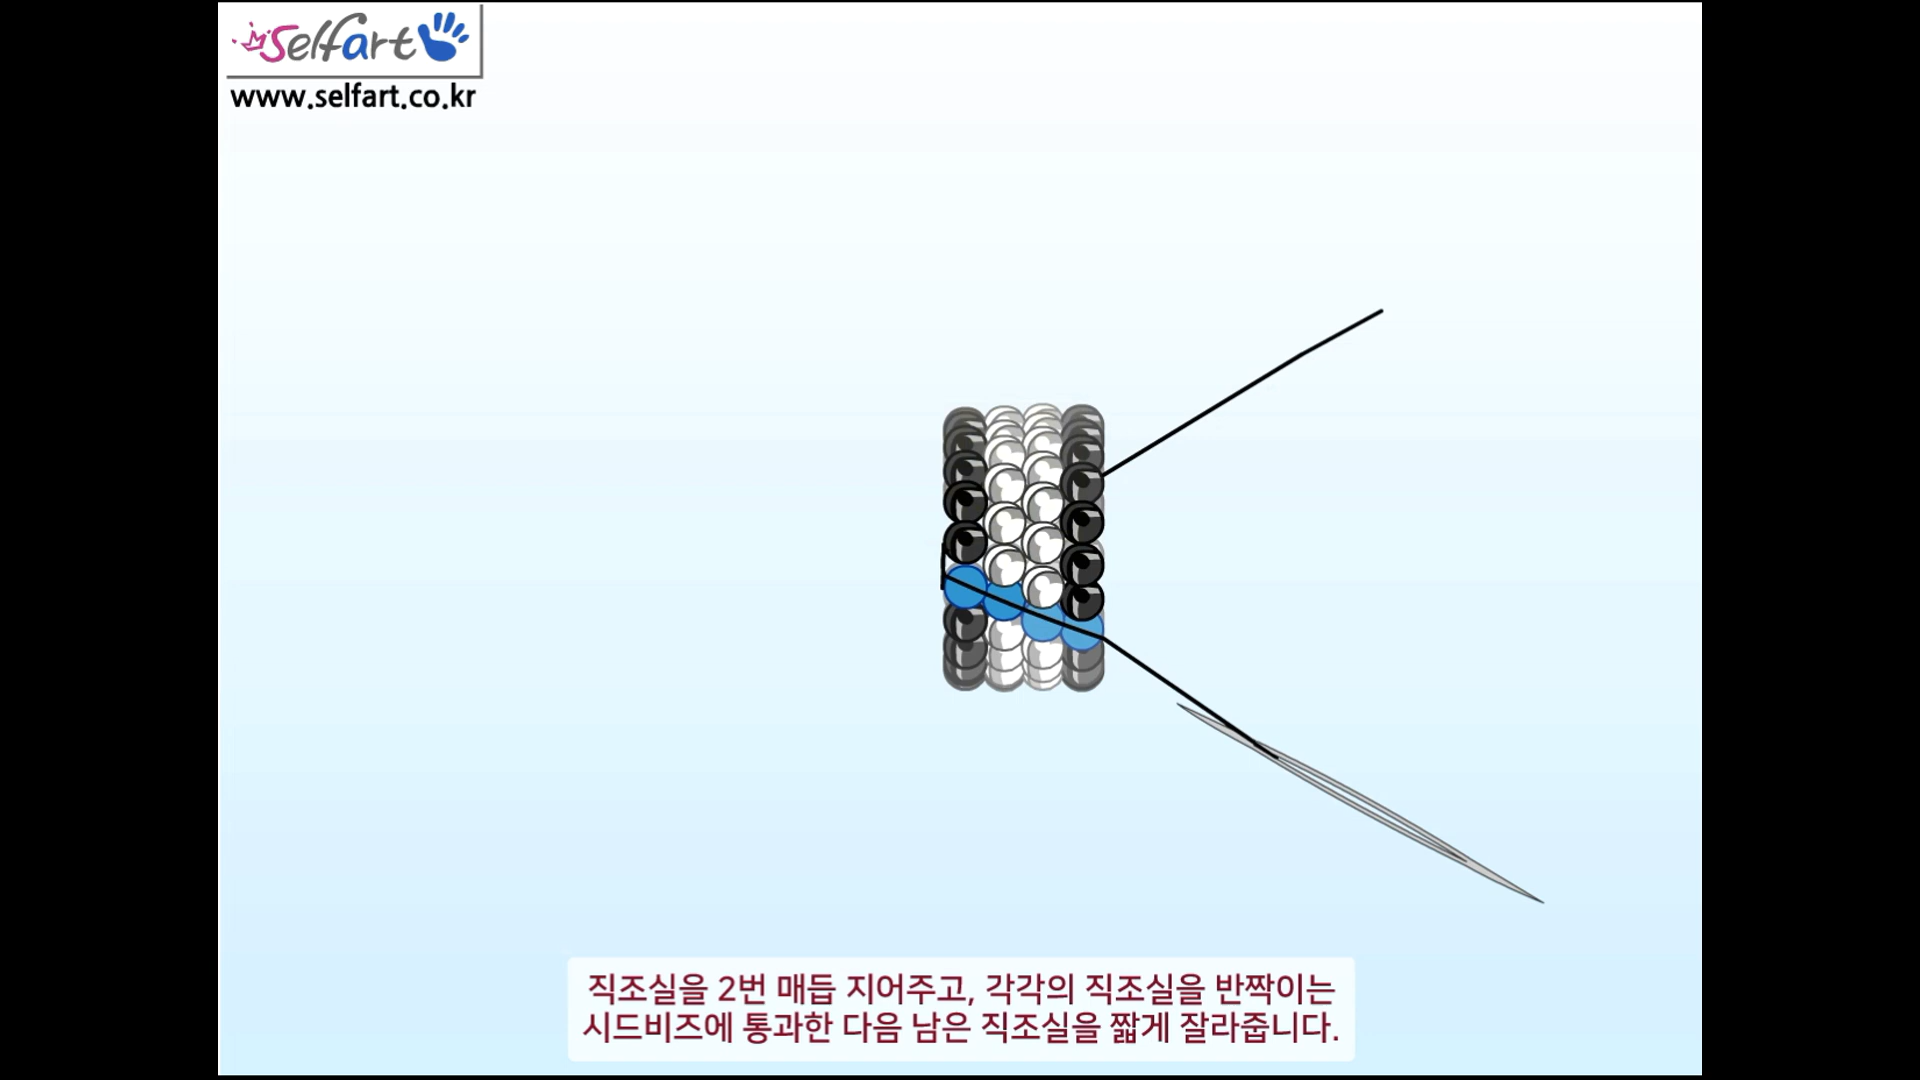 selfart
www.selfart.co.kr
직조실을 2번 매듭 지어주고, 각각의 직조실을 반짝이는
시드비즈에 통과한 다음 남은 직조실을 짧게 잘라줍니다.